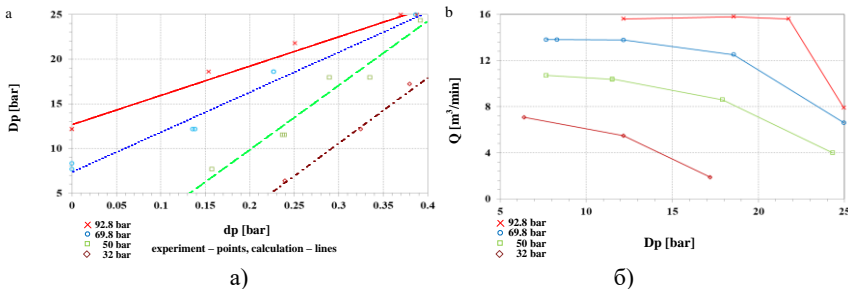 a
25
20
15
10
5
Dp [bar]
0
0.05
0.1
0.15
0.2
0.25
0.3
0.35
0.4
dp [bar]
92.8 bar
69.8 bar
50 bar
32 bar
experiment – points, calculation – lines
а)
b
16
12
8
4
0
Q [m³/min]
5
10
15
20
25
Dp [bar]
92.8 bar
69.8 bar
50 bar
32 bar
б)